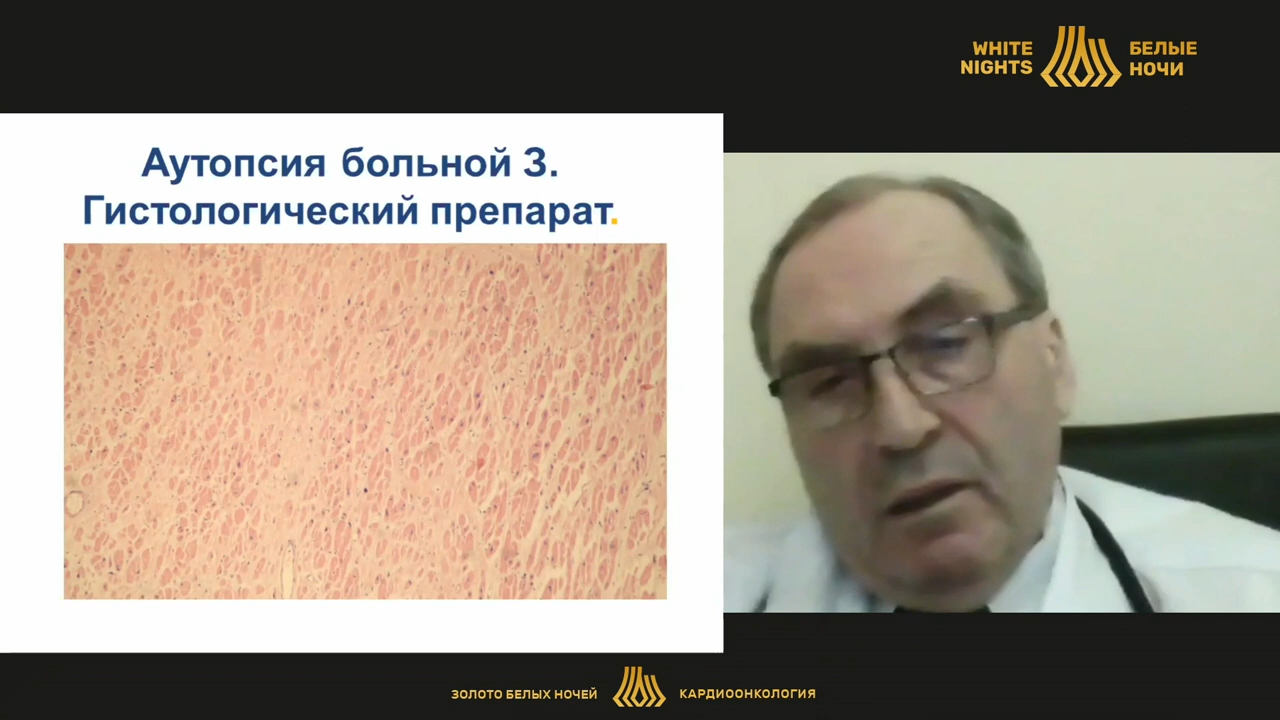 WHITE
NIGHTS
БЕЛЫЕ
НОЧИ
Аутопсия больной З.
Гистологический препарат.
ЗОЛОТО БЕЛЫХ НОЧЕЙ
КАРДИООНКОЛОГИЯ